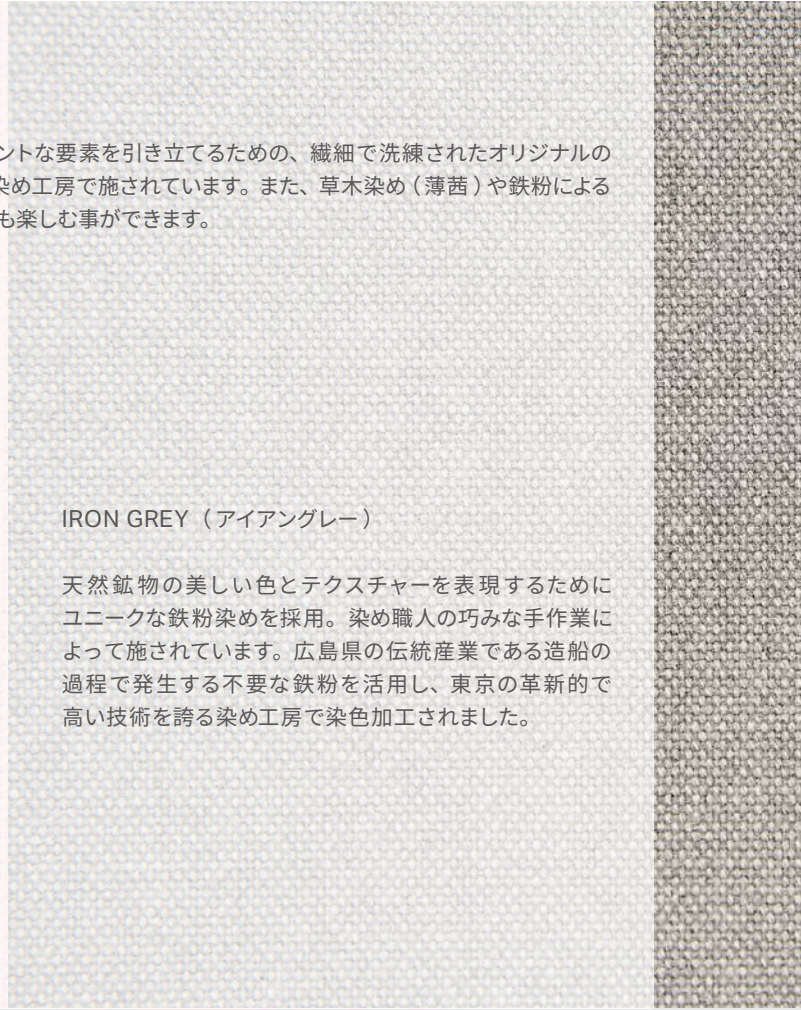 ントな要素を引き立てるための、繊細で洗練されたオリジナルの
染め工房で施されています。また、草木染め（薄茜）や鉄粉による
も楽しむ事ができます。
IRON GREY（アイアングレー）
天然鉱物の美しい色とテクスチャーを表現するために
ユニークな鉄粉染めを採用。染め職人の巧みな手作業に
よって施されています。広島県の伝統産業である造船の
過程で発生する不要な鉄粉を活用し、東京の革新的で
高い技術を誇る染め工房で染色加工されました。